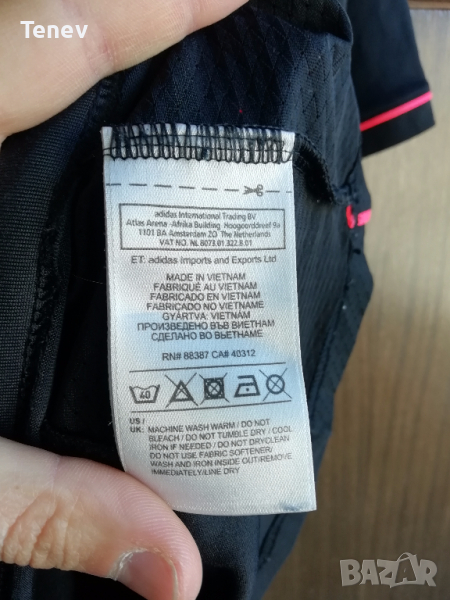 Tenev
adidas International Trading BV
Atlas Arena -Afrika Building Hoogoorddreef 9a
1101 BA Amsterdam ZO The Netherlands
VAT NO. NL 8073.01.322.B.01
ET: adidas Imports and Exports Ltd
MADE IN VIETNAM
FABRIQUÉ AU VIETNAM
FABRICADO EN VIETNAM
FABRICADO NO VIETNAME
GYÁRTVA: VIETNAM
ПРОИЗВЕДЕНО ВЪВ ВИЕТНАМ
СДЕЛАНО ВО ВЬЕТНАМЕ
RN# 88387 CA# 40312
40
US /
UK: MACHINE WASH WARM / DO NOT
BLEACH / DO NOT TUMBLE DRY / COOL
IRON IF NEEDED / DO NOT DRYCLEAN
/DO NOT USE FABRIC SOFTENER/
WASH AND IRON INSIDE OUT/REMOVE
IMMEDIATELY/LINE DRY
BAZAR